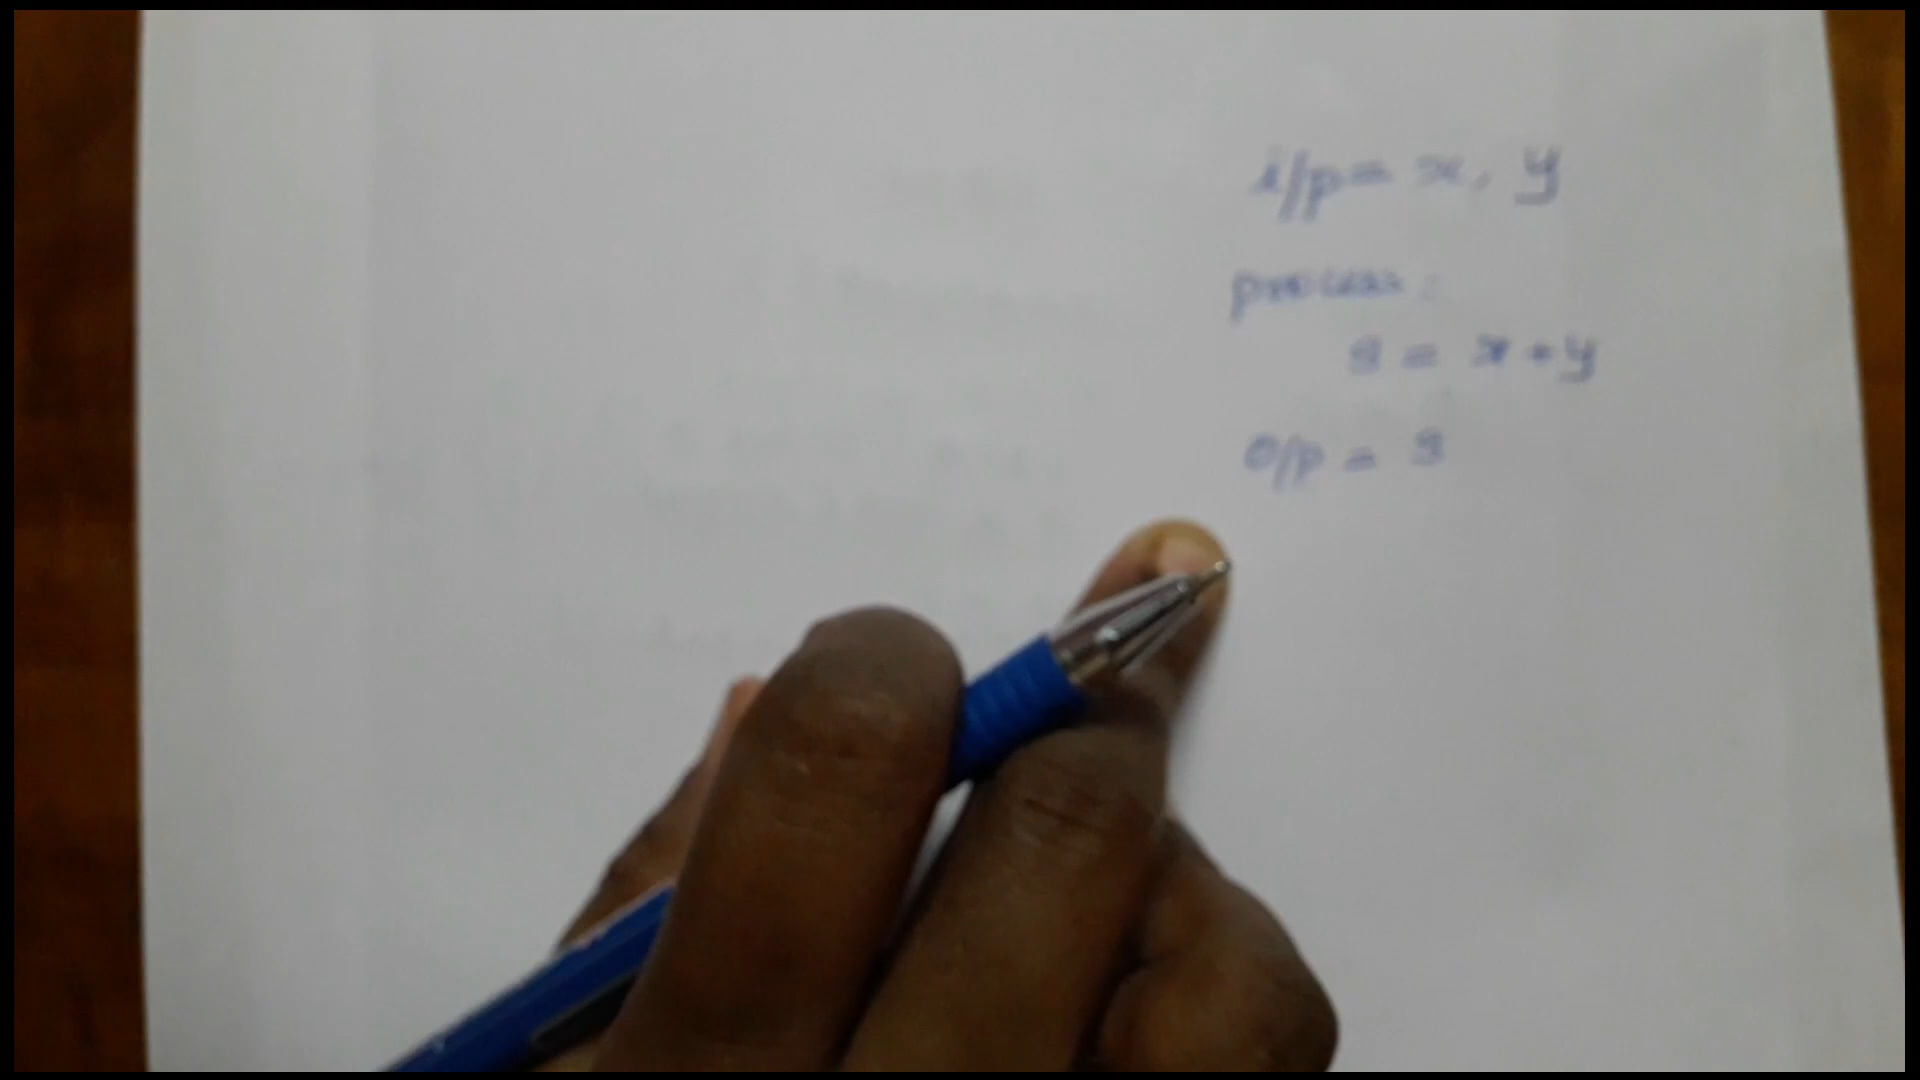 i/p = x, y
process:
s = x + y
O/p = s